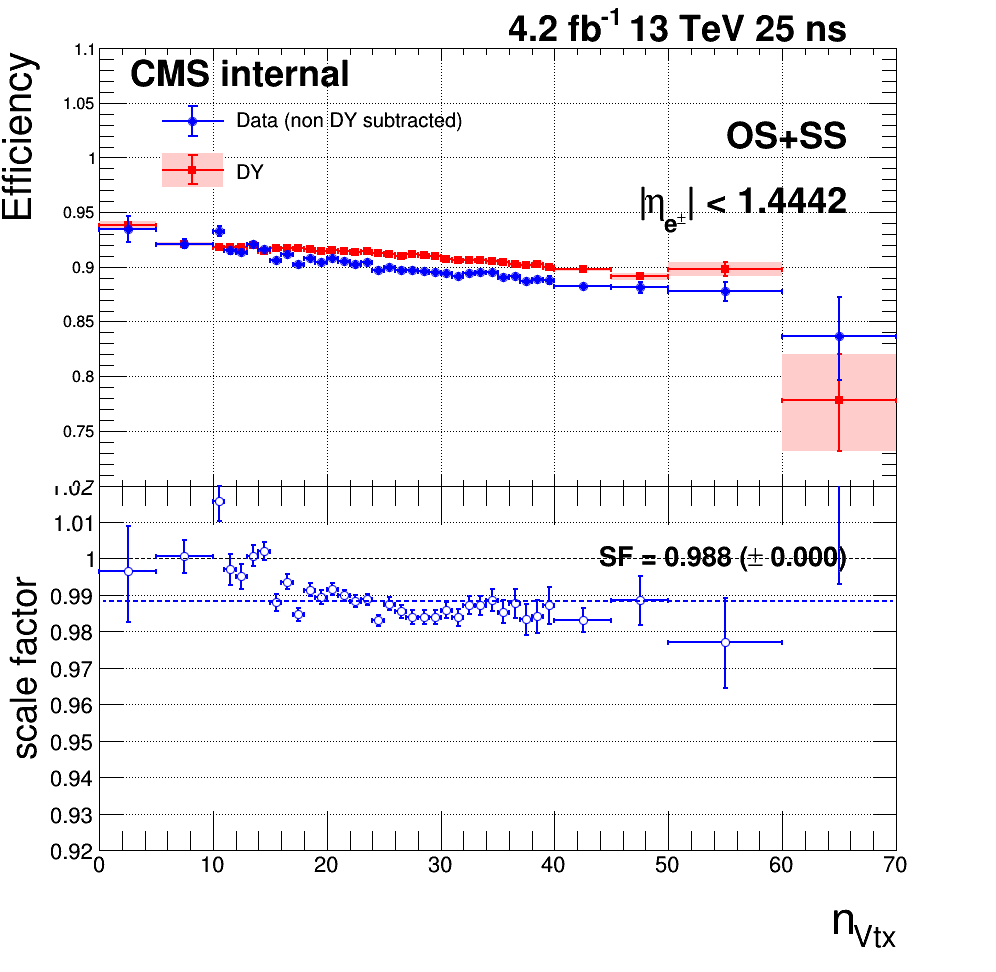 4.2 fb-1 13 TeV 25 ns
Efficiency
1.1
1.05
1
0.95
0.9
0.85
0.8
0.75
CMS internal
Data (non DY subtracted)
DY
OS+SS
|ηe±| < 1.4442
scale factor
1.02
1.01
1
0.99
0.98
0.97
0.96
0.95
0.94
0.93
0.92
SF = 0.988 (± 0.000)
0 10 20 30 40 50 60 70
nVtx